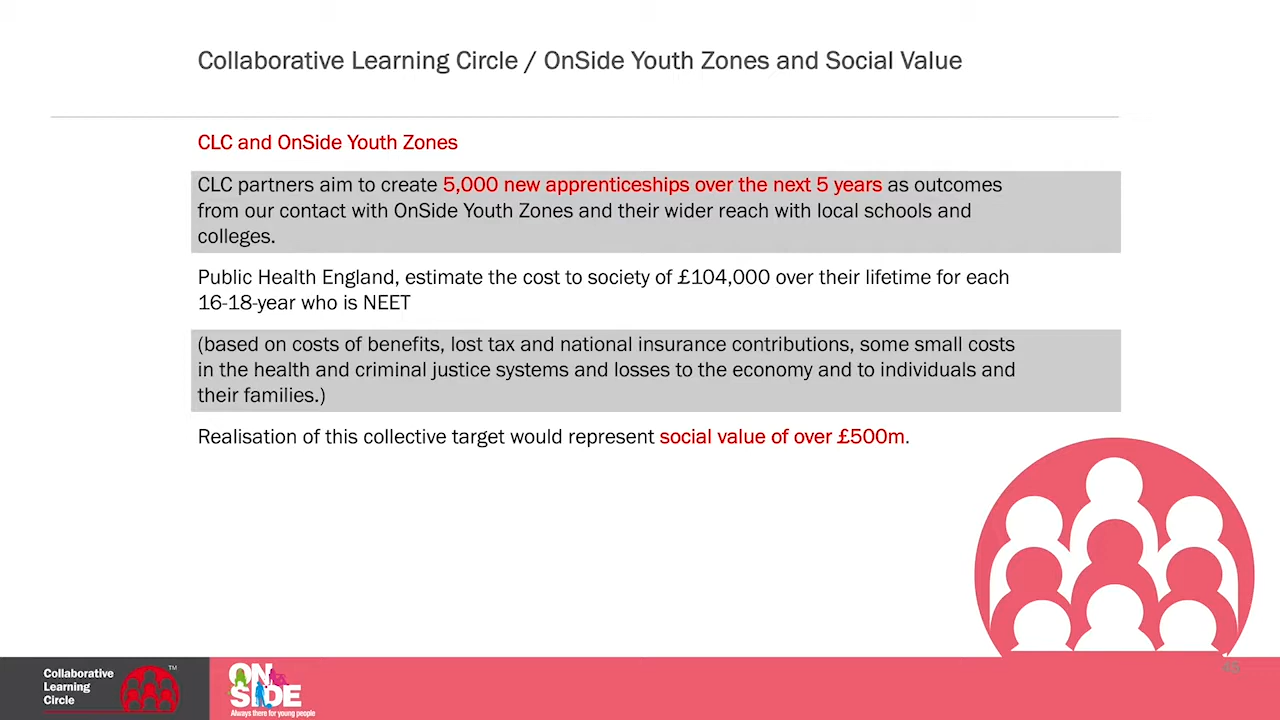 Collaborative Learning Circle / OnSide Youth Zones and Social Value
CLC and OnSide Youth Zones
CLC partners aim to create 5,000 new apprenticeships over the next 5 years as outcomes
from our contact with OnSide Youth Zones and their wider reach with local schools and
colleges.
Public Health England, estimate the cost to society of £104,000 over their lifetime for each
16-18-year who is NEET
(based on costs of benefits, lost tax and national insurance contributions, some small costs
in the health and criminal justice systems and losses to the economy and to individuals and
their families.)
Realisation of this collective target would represent social value of over £500m.
Collaborative
Learning
Circle
TM
ON
SIDE
Always there for young people